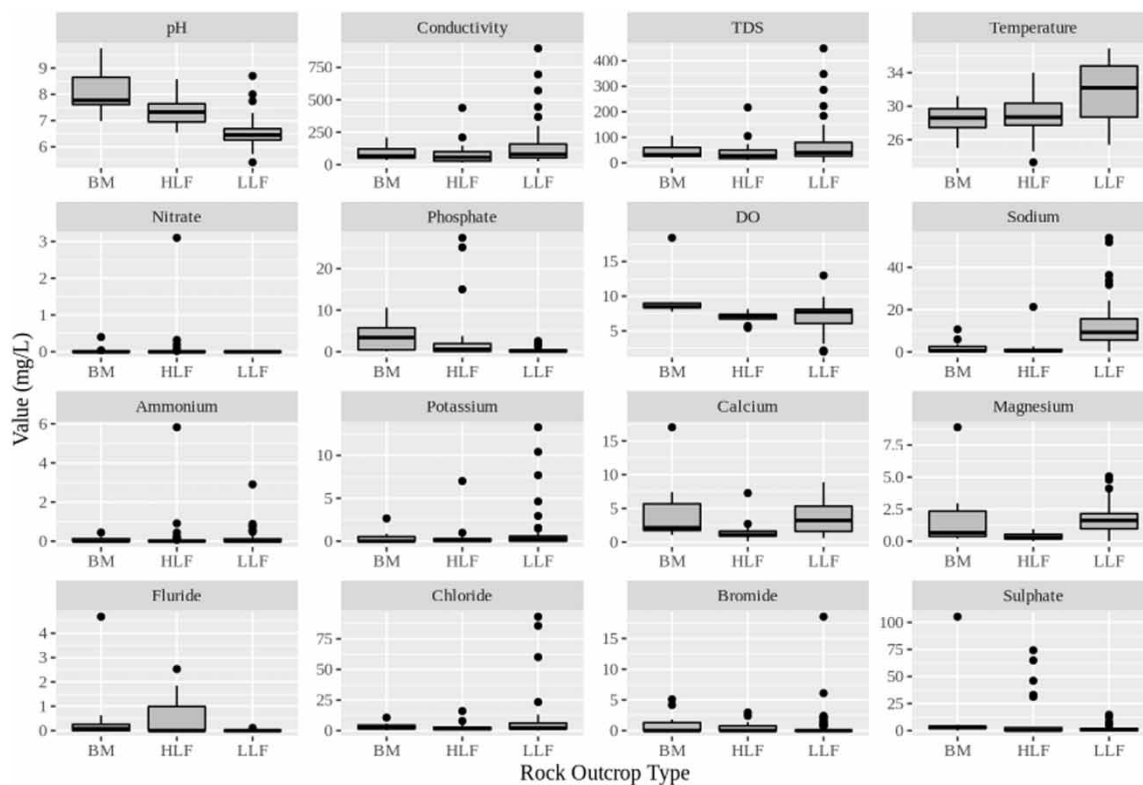 pH Conductivity TDS Temperature
9
8
7
6
BM HLF LLF
750
500
250
0
BM HLF LLF
400
300
200
100
0
BM HLF LLF
34
30
26
BM HLF LLF
Nitrate Phosphate DO Sodium
3
2
1
0
BM HLF LLF
20
10
0
BM HLF LLF
15
10
5
BM HLF LLF
40
20
0
BM HLF LLF
Value (mg/L)
Ammonium Potassium Calcium Magnesium
6
4
2
0
BM HLF LLF
10
5
0
BM HLF LLF
15
10
5
0
BM HLF LLF
7.5
5.0
2.5
0.0
BM HLF LLF
Fluride Chloride Bromide Sulphate
4
3
2
1
0
BM HLF LLF
75
50
25
0
BM HLF LLF
15
10
5
0
BM HLF LLF
100
75
50
25
0
BM HLF LLF
Rock Outcrop Type